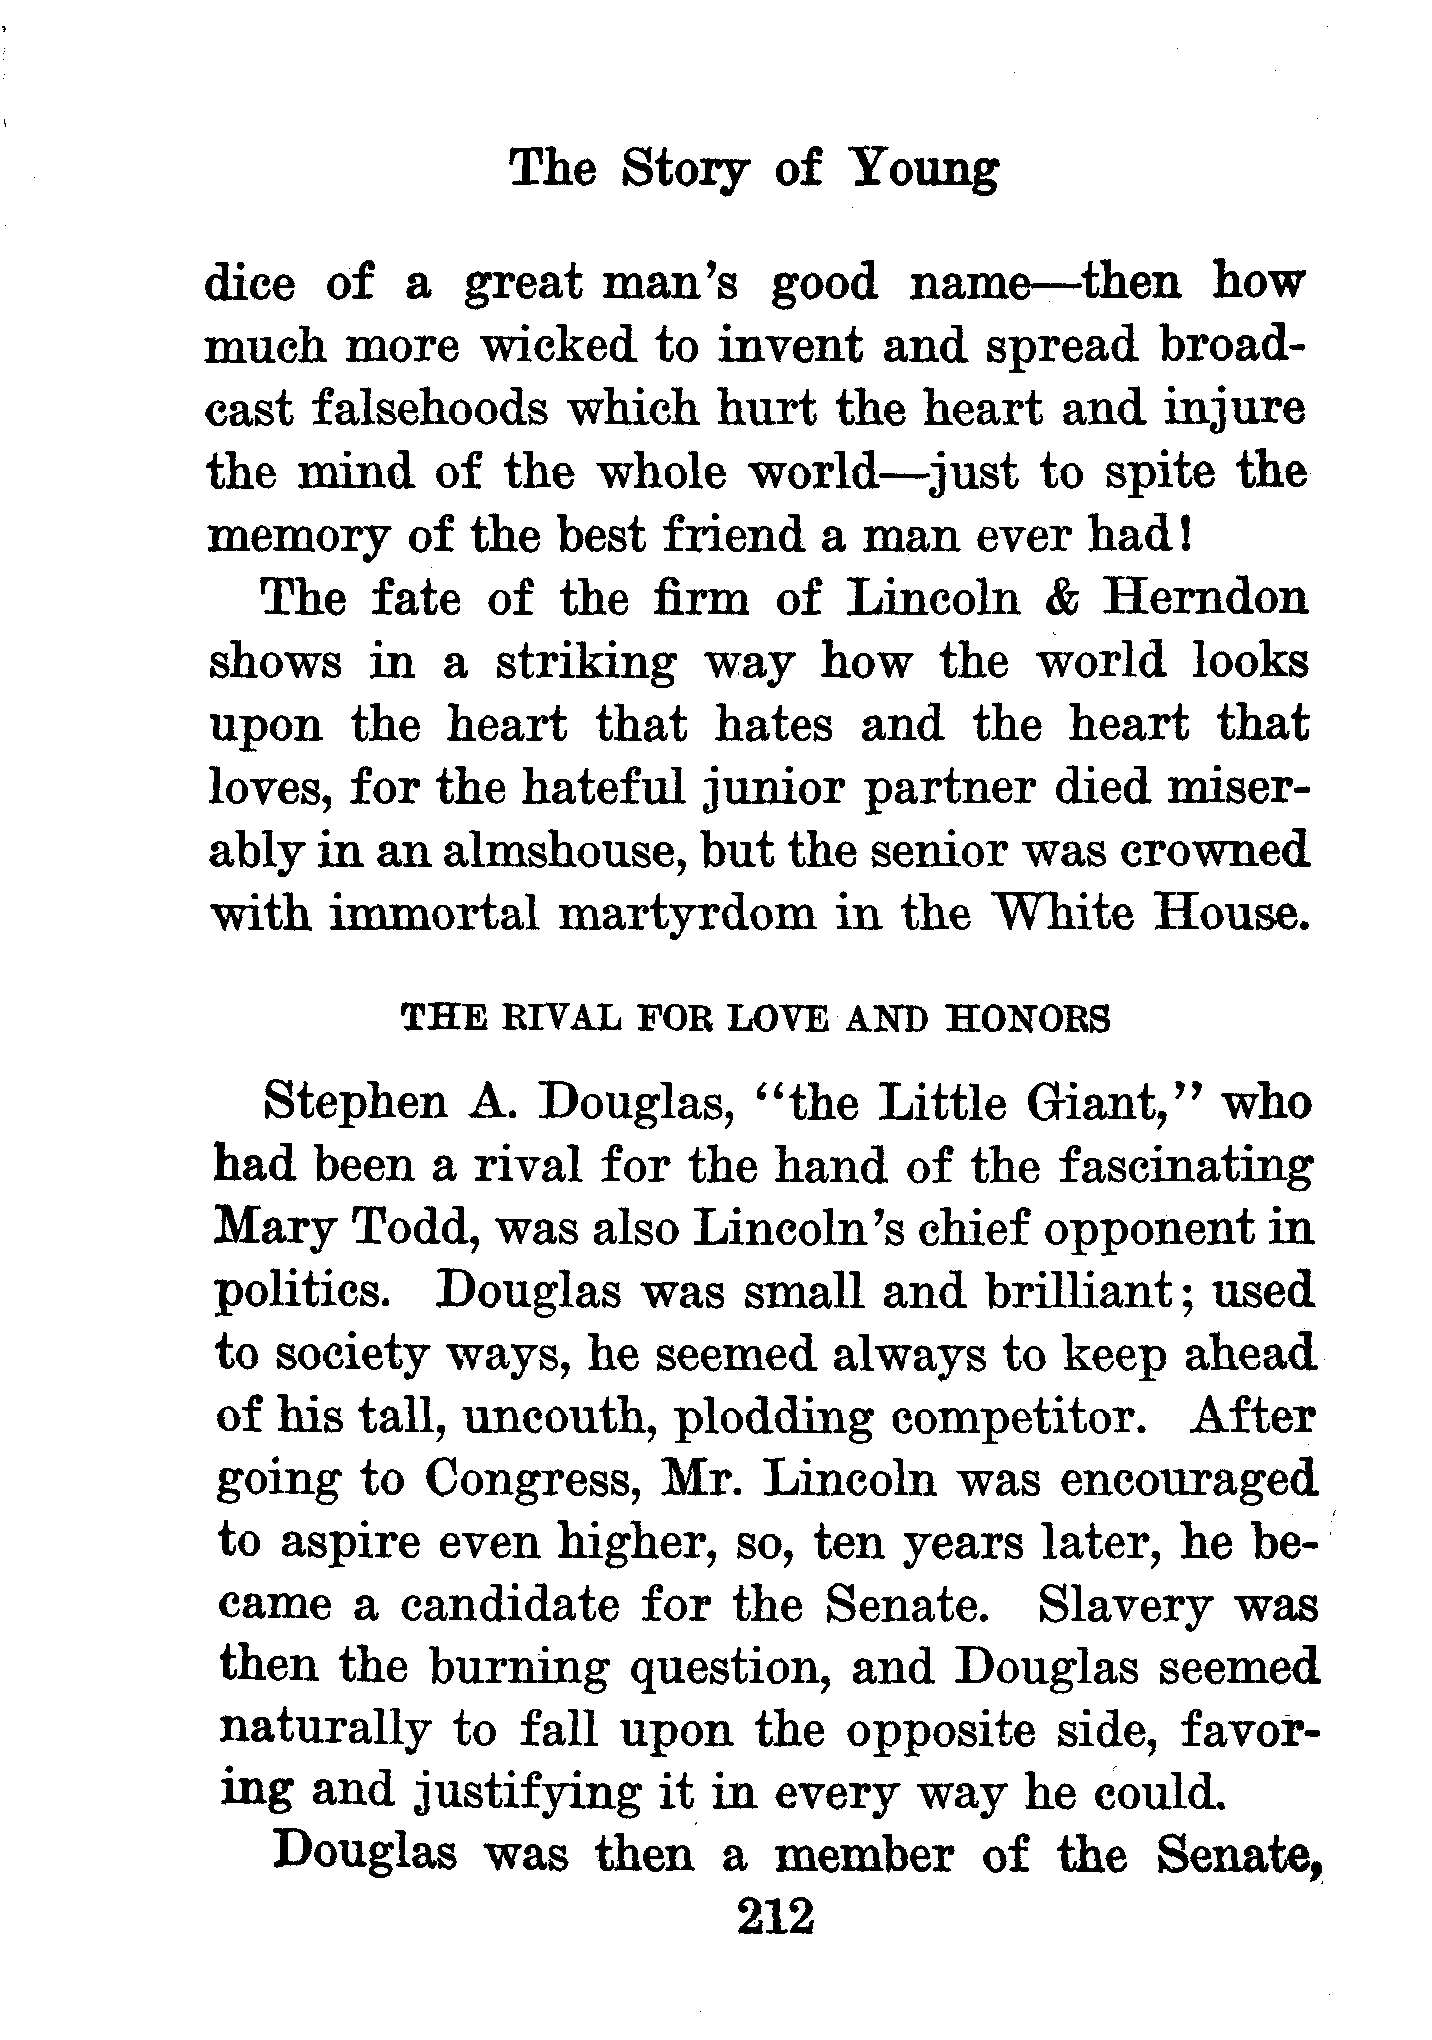 The Story of Young
dice of a great man's good name—then how
much more wicked to invent and spread broad-
cast falsehoods which hurt the heart and injure
the mind of the whole world—just to spite the
memory of the best friend a man ever had!
The fate of the firm of Lincoln & Herndon
shows in a striking way how the world looks
upon the heart that hates and the heart that
loves, for the hateful junior partner died miser-
ably in an almshouse, but the senior was crowned
with immortal martyrdom in the White House.
THE RIVAL FOR LOVE AND HONORS
Stephen A. Douglas, “the Little Giant,” who
had been a rival for the hand of the fascinating
Mary Todd, was also Lincoln's chief opponent in
politics. Douglas was small and brilliant; used
to society ways, he seemed always to keep ahead
of his tall, uncouth, plodding competitor. After
going to Congress, Mr. Lincoln was encouraged
to aspire even higher, so, ten years later, he be-
came a candidate for the Senate. Slavery was
then the burning question, and Douglas seemed
naturally to fall upon the opposite side, favor-
ing and justifying it in every way he could.
Douglas was then a member of the Senate,
212